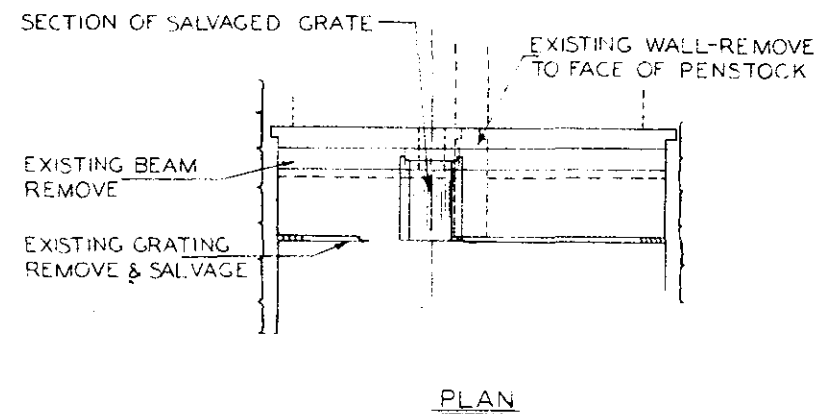 SECTION OF SALVAGED GRATE
EXISTING WALL-REMOVE
TO FACE OF PENSTOCK
EXISTING BEAM
REMOVE
EXISTING GRATING
REMOVE & SALVAGE
PLAN